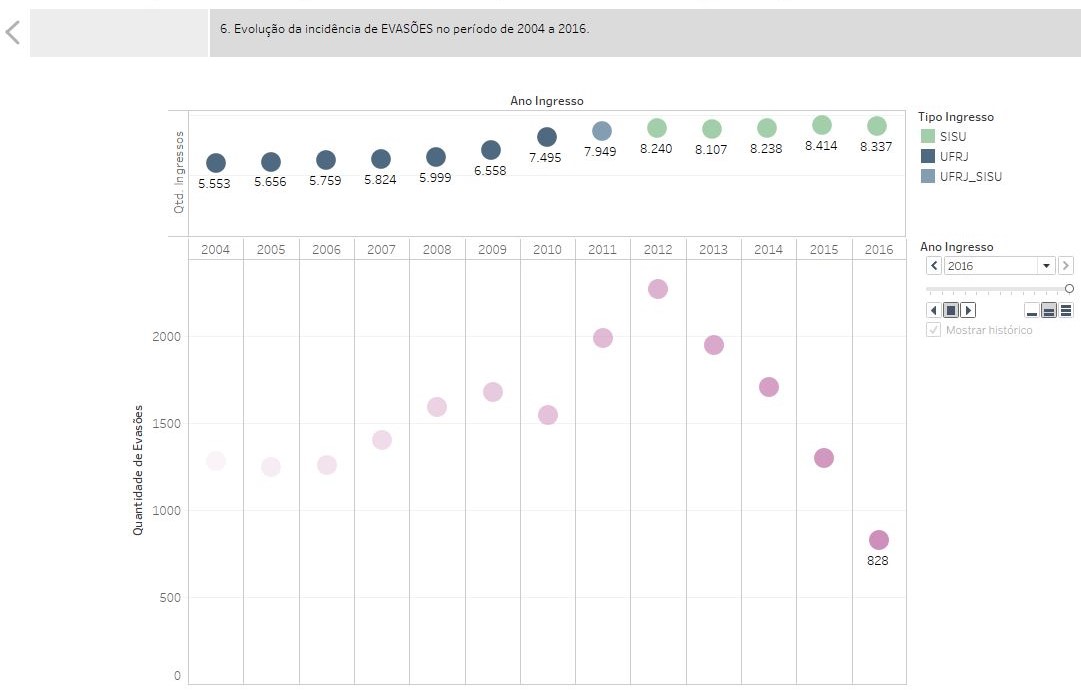 6. Evolução da incidência de EVASÕES no período de 2004 a 2016.
Ano Ingresso
Qtd. Ingressos
5.553 5.656 5.759 5.824 5.999 6.558 7.495 7.949 8.240 8.107 8.238 8.414 8.337
Tipo Ingresso
SISU
UFRJ
UFRJ_SISU
2004 2005 2006 2007 2008 2009 2010 2011 2012 2013 2014 2015 2016
Ano Ingresso
2016
Mostrar histórico
Quantidade de Evasões
2000
1500
1000
828
500
0